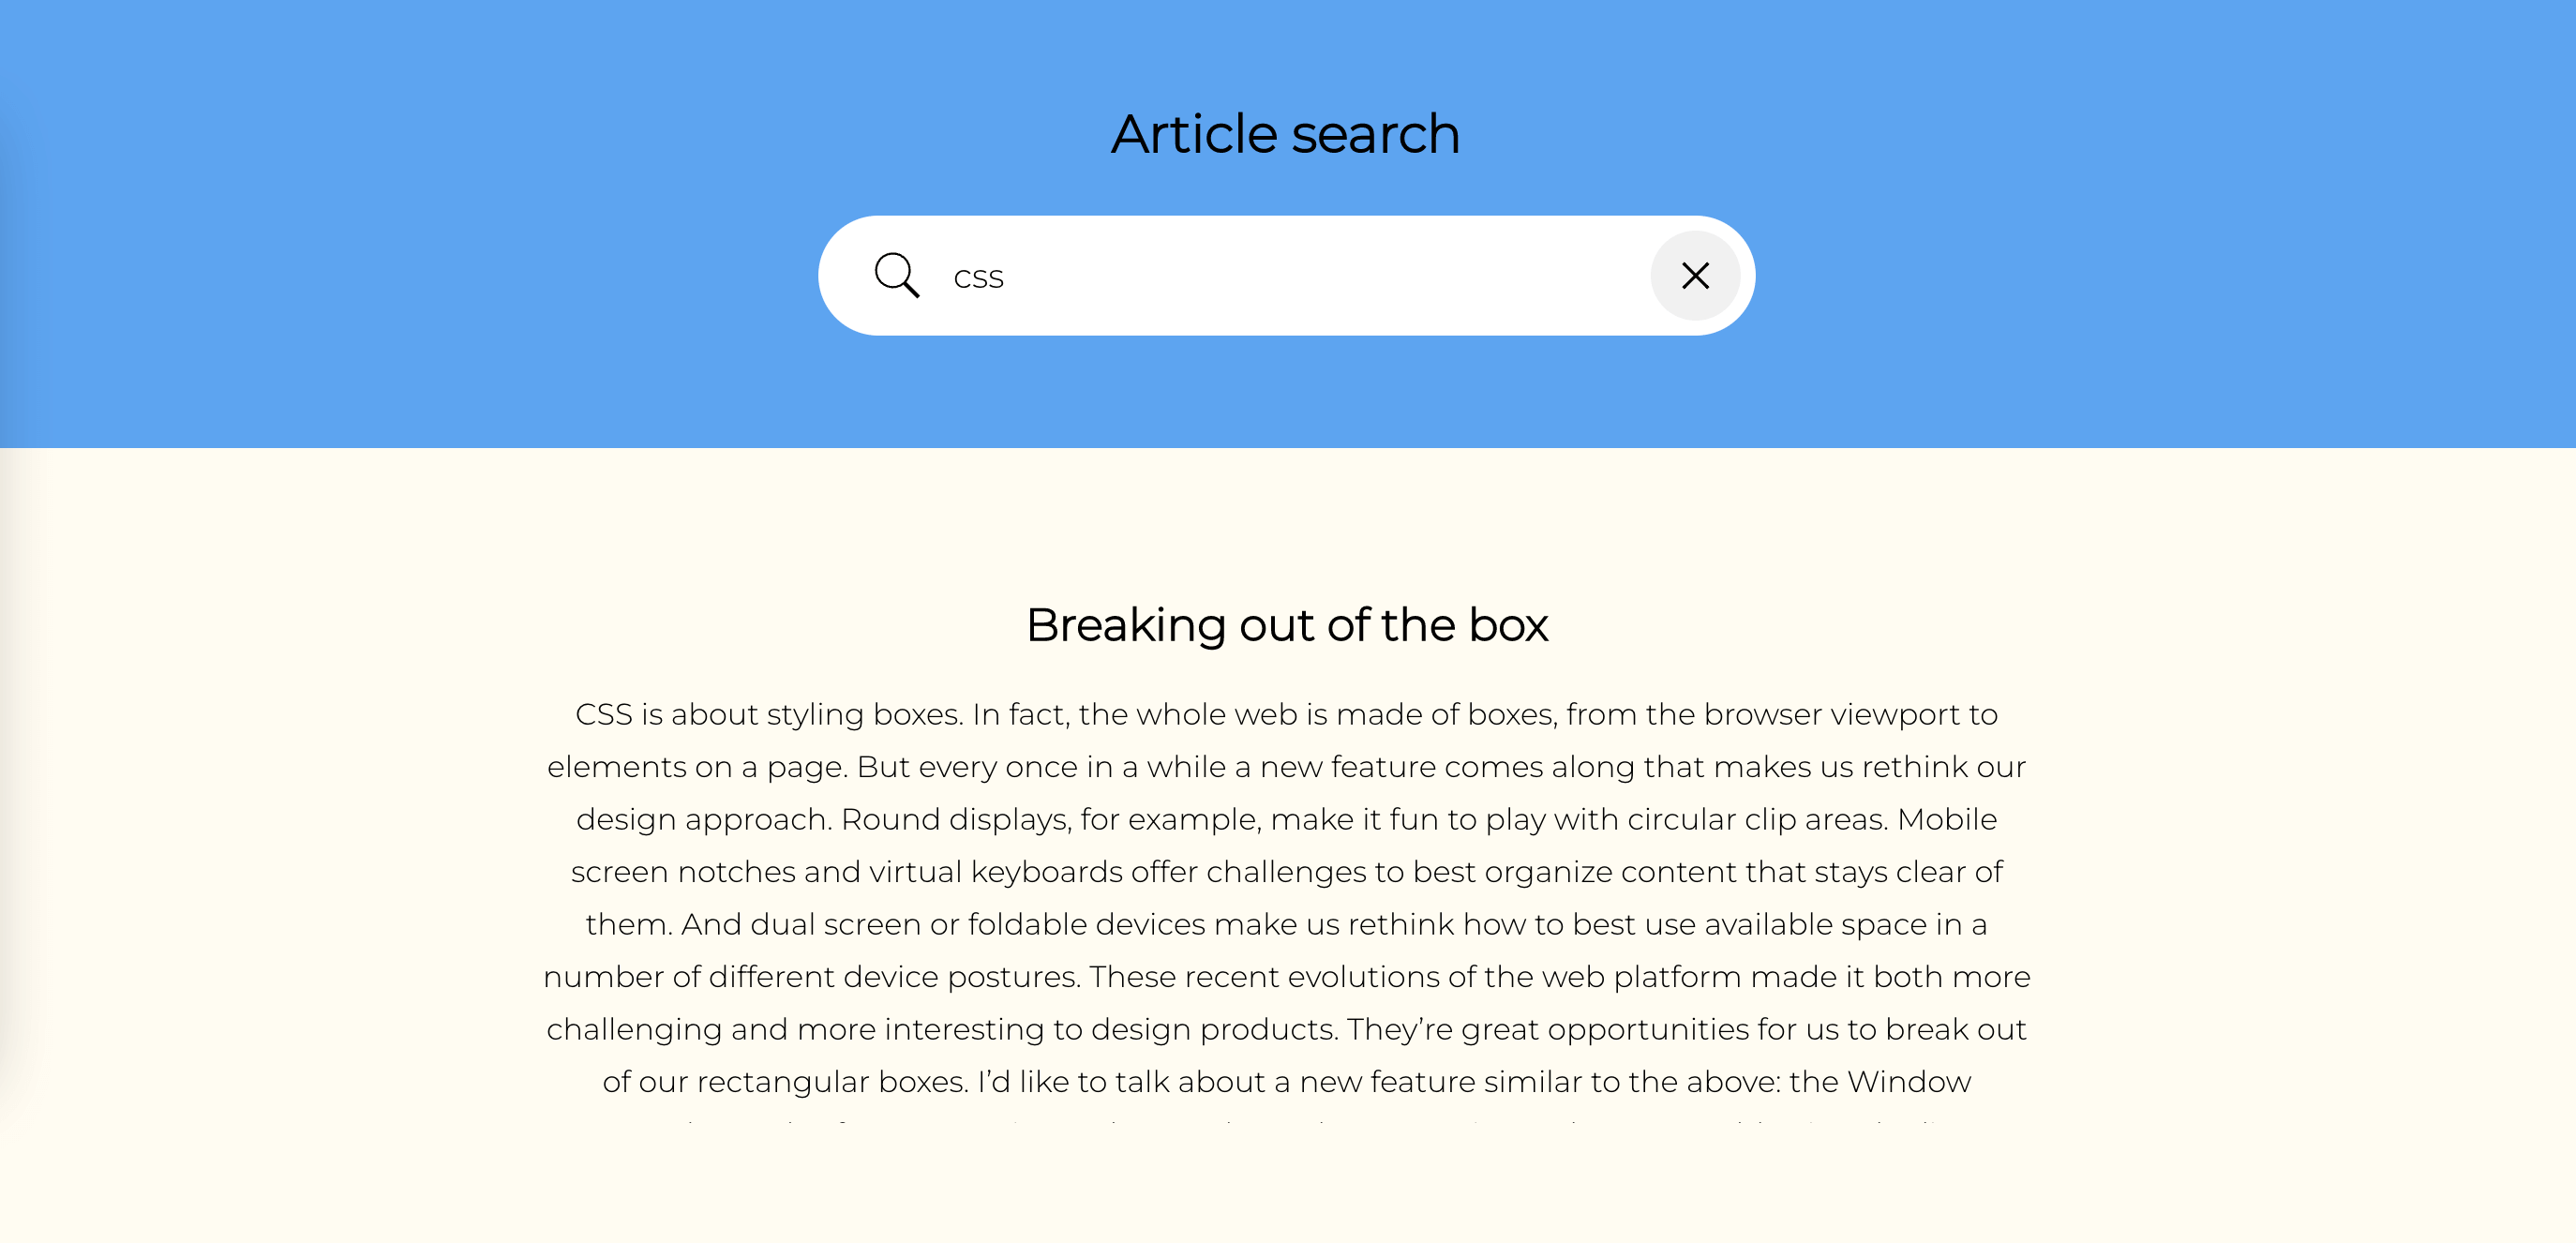 Article search
css
Breaking out of the box
CSS is about styling boxes. In fact, the whole web is made of boxes, from the browser viewport to
elements on a page. But every once in a while a new feature comes along that makes us rethink our
design approach. Round displays, for example, make it fun to play with circular clip areas. Mobile
screen notches and virtual keyboards offer challenges to best organize content that stays clear of
them. And dual screen or foldable devices make us rethink how to best use available space in a
number of different device postures. These recent evolutions of the web platform made it both more
challenging and more interesting to design products. They’re great opportunities for us to break out
of our rectangular boxes. I’d like to talk about a new feature similar to the above: the Window